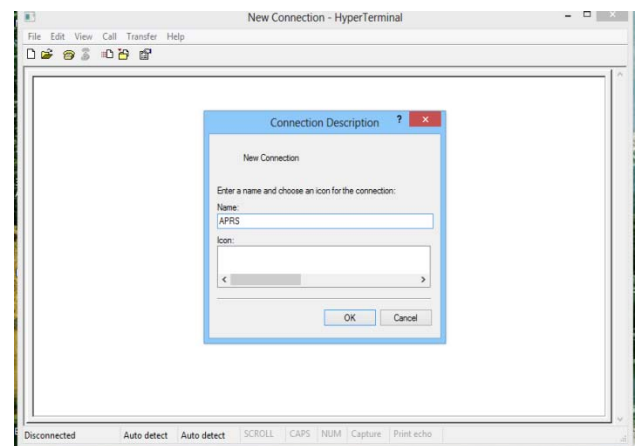 New Connection - HyperTerminal
File Edit View Call Transfer Help
Connection Description ?
New Connection
Enter a name and choose an icon for the connection:
Name:
APRS
Icon:
OK Cancel
Disconnected Auto detect Auto detect SCROLL CAPS NUM Capture Print echo